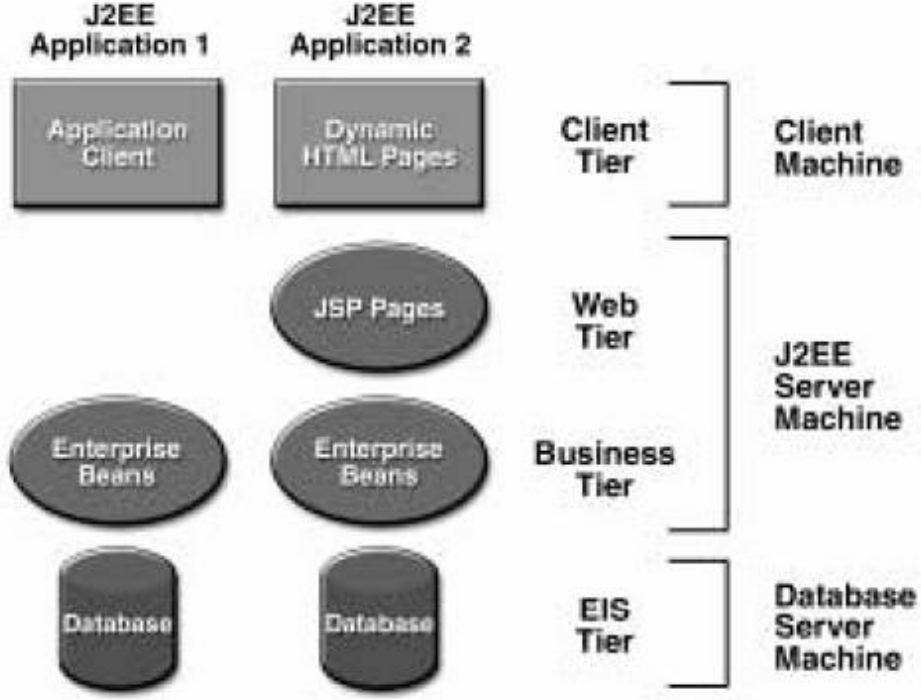 J2EE
Application 1
J2EE
Application 2
Application
Client
Dynamic
HTML Pages
Client
Tier
Client
Machine
JSP Pages
Web
Tier
J2EE
Server
Machine
Enterprise
Beans
Enterprise
Beans
Business
Tier
Database
Database
EIS
Tier
Database
Server
Machine